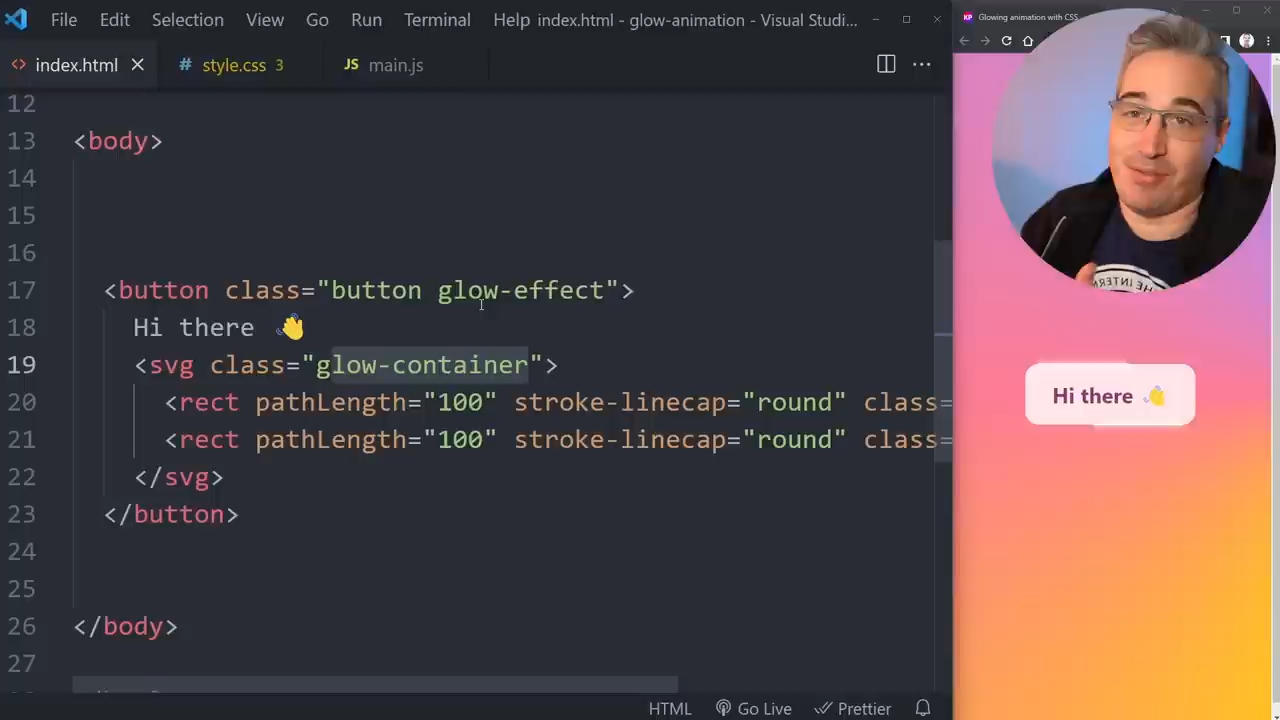 File Edit Selection View Go Run Terminal Help index.html - glow-animation - Visual Studi...
index.html style.css 3 JS main.js
12
13 <body>
14
15
16
17 <button class="button glow-effect">
18 Hi there 👋
19 <svg class="glow-container">
20 <rect pathLength="100" stroke-linecap="round" class=
21 <rect pathLength="100" stroke-linecap="round" class=
22 </svg>
23 </button>
24
25
26 </body>
27
HTML Go Live Prettier
KP Glowing animation with CSS
Hi there 👋